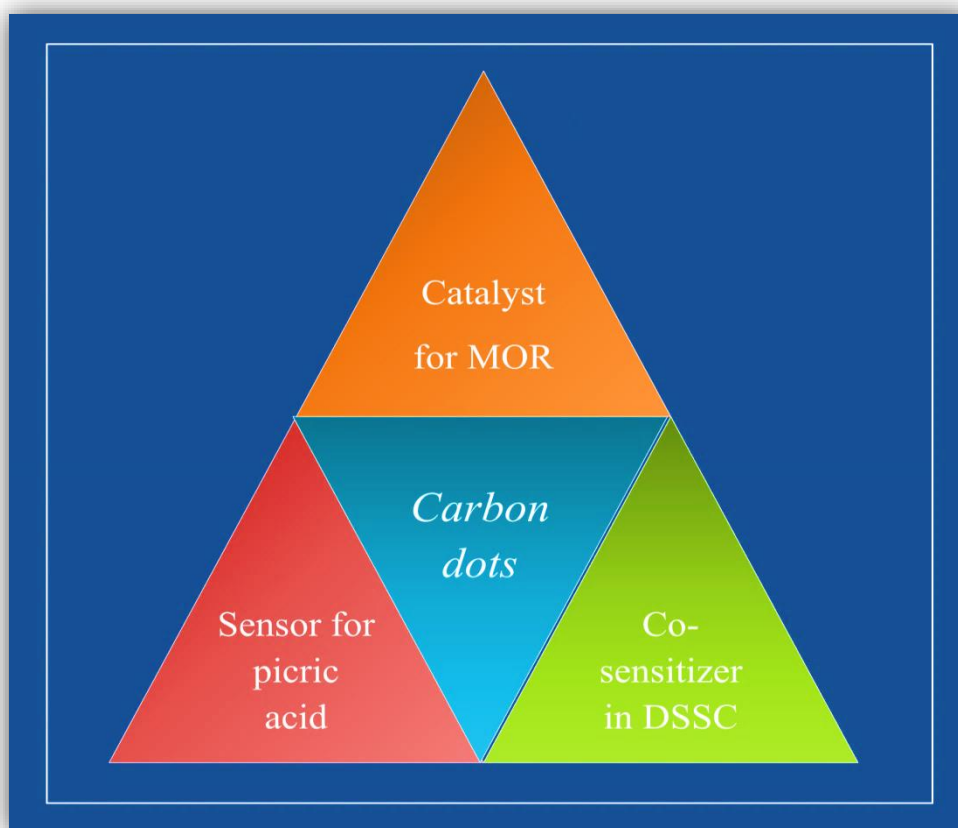 Catalyst
for MOR
Carbon
dots
Sensor for
picric
acid
Co-
sensitizer
in DSSC